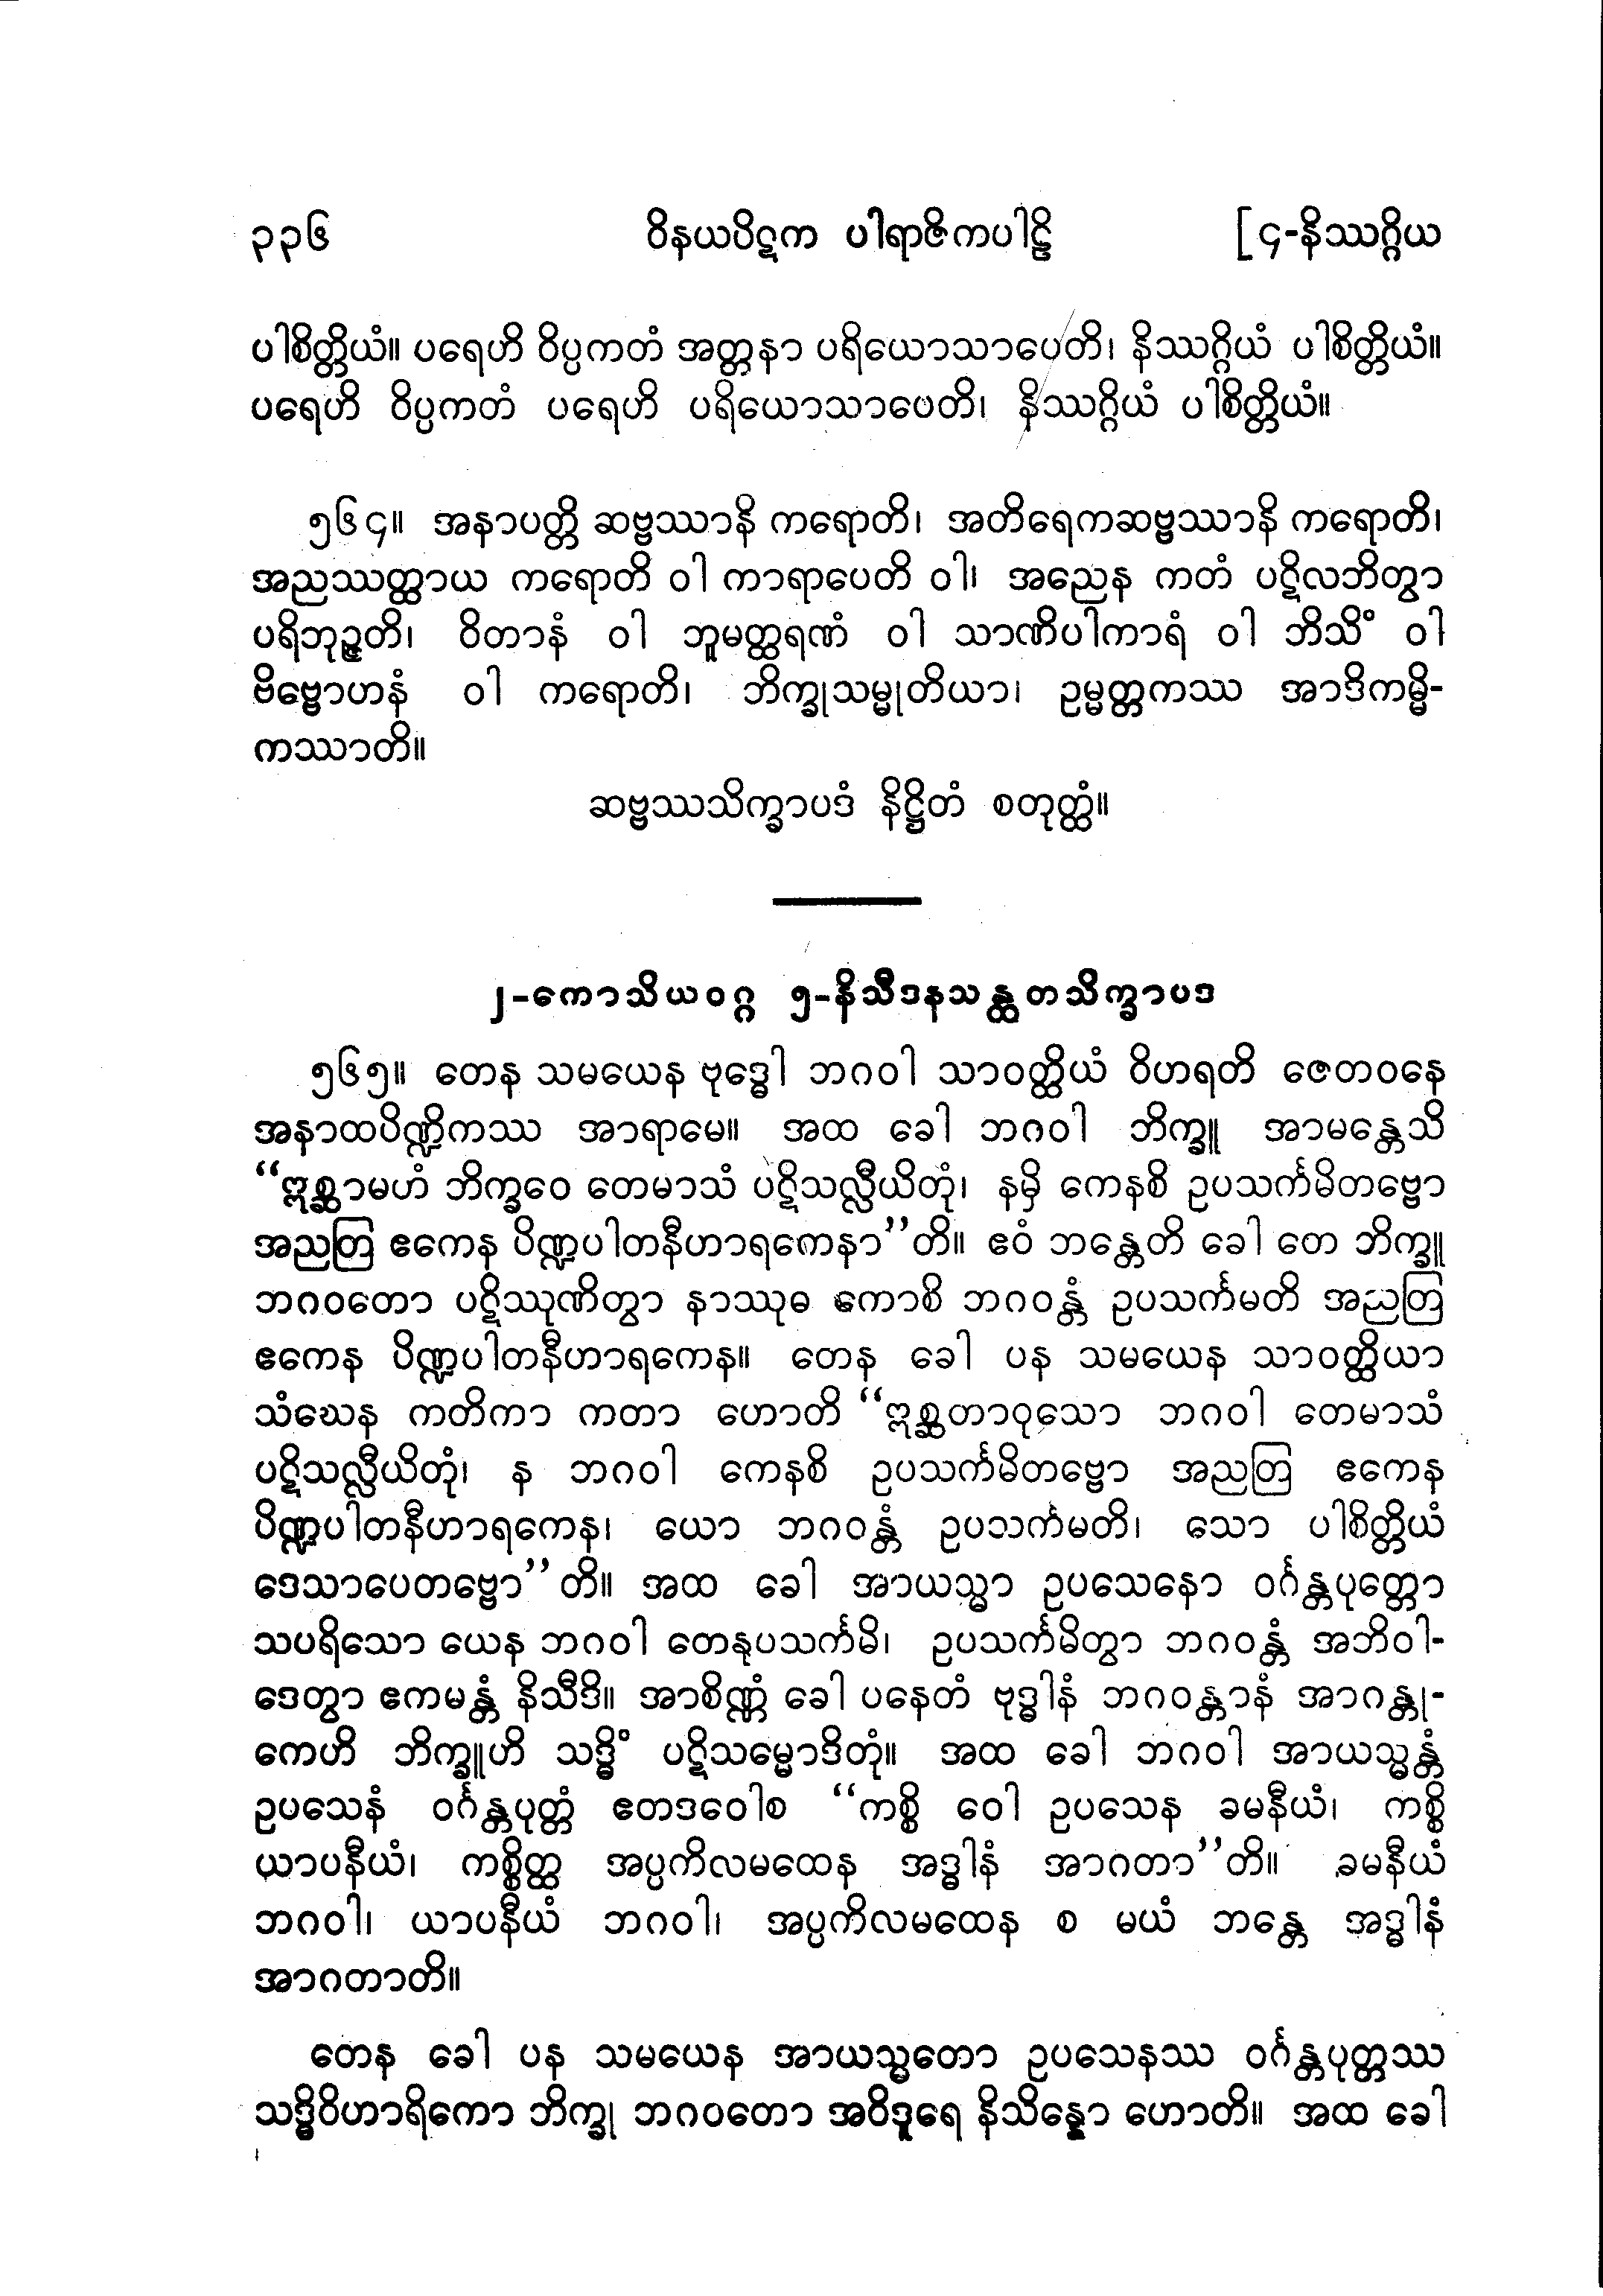 ၃၃၆ ဝိနယပိဋက ပါရာဇိကပါဠိ [၄-နိဿဂ္ဂိယ
ပါစိတ္တိယံ။ ပရေဟိ ဝိပ္ပကတံ အတ္တနာ ပရိယောသာပေတိ၊ နိဿဂ္ဂိယံ ပါစိတ္တိယံ။
ပရေဟိ ဝိပ္ပကတံ ပရေဟိ ပရိယောသာပေတိ၊ နိဿဂ္ဂိယံ ပါစိတ္တိယံ။
၅၆၄။ အနာပတ္တိ ဆဗ္ဗဿာနိ ကရောတိ၊ အတိရေကဆဗ္ဗဿာနိ ကရောတိ၊
အညဿတ္ထာယ ကရောတိ ဝါ ကာရာပေတိ ဝါ၊ အညေန ကတံ ပဋိလဘိတွာ
ပရိဘုဉ္ဇတိ၊ ဝိတာနံ ဝါ ဘူမတ္ထရဏံ ဝါ သာဏိပါကာရံ ဝါ ဘိသိံ ဝါ
ဗိဗ္ဗောဟနံ ဝါ ကရောတိ၊ ဘိက္ခုသမ္မုတိယာ၊ ဥမ္မတ္တကဿ အာဒိကမ္မိ-
ကဿာတိ။
ဆဗ္ဗဿသိက္ခာပဒံ နိဋ္ဌိတံ စတုတ္ထံ။
၂-ကောသိယဝဂ္ဂ ၅-နိသီဒနသန္ထတသိက္ခာပဒ
၅၆၅။ တေန သမယေန ဗုဒ္ဓေါ ဘဂဝါ သာဝတ္ထိယံ ဝိဟရတိ ဇေတဝနေ
အနာထပိဏ္ဍိကဿ အာရာမေ။ အထ ခေါ ဘဂဝါ ဘိက္ခူ အာမန္တေသိ
“ဣစ္ဆာမဟံ ဘိက္ခဝေ တေမာသံ ပဋိသလ္လီယိတုံ၊ နမှိ ကေနစိ ဥပသင်္ကမိတဗ္ဗော
အညတြ ဧကေန ပိဏ္ဍပါတနီဟာရကေနာ”တိ။ ဧဝံ ဘန္တေတိ ခေါ တေ ဘိက္ခူ
ဘဂဝတော ပဋိဿုဏိတွာ နာဿုဓ ကောစိ ဘဂဝန္တံ ဥပသင်္ကမတိ အညတြ
ဧကေန ပိဏ္ဍပါတနီဟာရကေန။ တေန ခေါ ပန သမယေန သာဝတ္ထိယာ
သံဃေန ကတိကာ ကတာ ဟောတိ “ဣစ္ဆတာဝုသော ဘဂဝါ တေမာသံ
ပဋိသလ္လီယိတုံ၊ န ဘဂဝါ ကေနစိ ဥပသင်္ကမိတဗ္ဗော အညတြ ဧကေန
ပိဏ္ဍပါတနီဟာရကေန၊ ယော ဘဂဝန္တံ ဥပသင်္ကမတိ၊ သော ပါစိတ္တိယံ
ဒေသာပေတဗ္ဗော”တိ။ အထ ခေါ အာယသ္မာ ဥပသေနော ဝင်္ဂန္တပုတ္တော
သပရိသော ယေန ဘဂဝါ တေနုပသင်္ကမိ၊ ဥပသင်္ကမိတွာ ဘဂဝန္တံ အဘိဝါ-
ဒေတွာ ဧကမန္တံ နိသီဒိ။ အာစိဏ္ဏံ ခေါ ပနေတံ ဗုဒ္ဓါနံ ဘဂဝန္တာနံ အာဂန္တု-
ကေဟိ ဘိက္ခူဟိ သဒ္ဓိံ ပဋိသမ္မောဒိတုံ။ အထ ခေါ ဘဂဝါ အာယသ္မန္တံ
ဥပသေနံ ဝင်္ဂန္တပုတ္တံ ဧတဒဝေါစ “ကစ္စိ ဝေါ ဥပသေန ခမနီယံ၊ ကစ္စိ
ယာပနီယံ၊ ကစ္စိတ္ထ အပ္ပကိလမထေန အဒ္ဓါနံ အာဂတာ”တိ။ ခမနီယံ
ဘဂဝါ၊ ယာပနီယံ ဘဂဝါ၊ အပ္ပကိလမထေန စ မယံ ဘန္တေ အဒ္ဓါနံ
အာဂတာတိ။
တေန ခေါ ပန သမယေန အာယသ္မတော ဥပသေနဿ ဝင်္ဂန္တပုတ္တဿ
သဒ္ဓိဝိဟာရိကော ဘိက္ခု ဘဂဝတော အဝိဒူရေ နိသိန္နော ဟောတိ။ အထ ခေါ